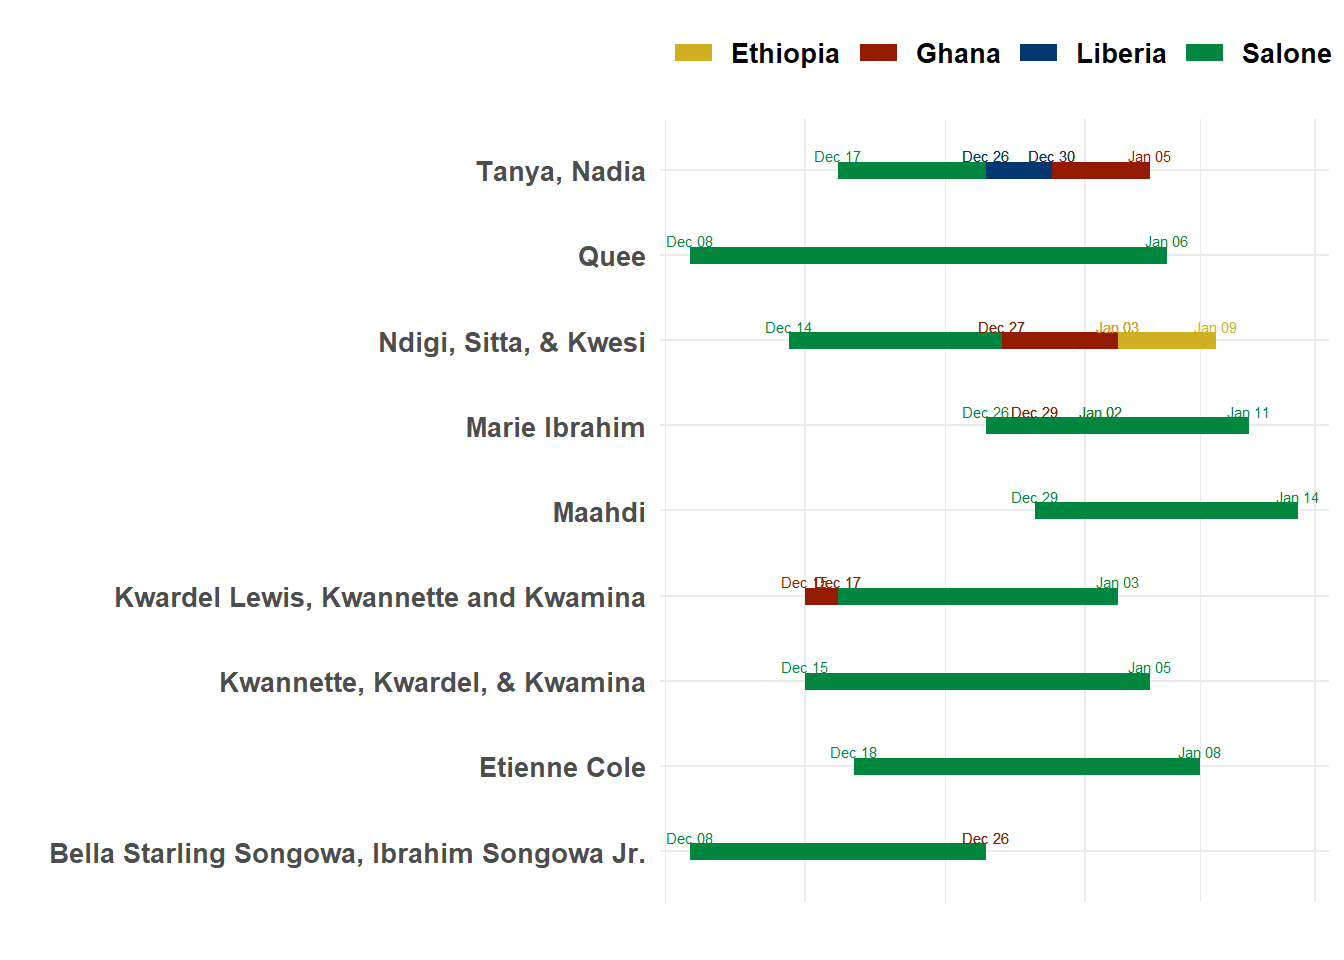 Ethiopia Ghana Liberia Salone
Dec 17 Dec 26 Dec 30 Jan 05
Tanya, Nadia
Dec 08 Jan 06
Quee
Dec 14 Dec 27 Jan 03 Jan 09
Ndigi, Sitta, & Kwesi
Dec 26 Dec 29 Jan 02 Jan 11
Marie Ibrahim
Dec 29 Jan 14
Maahdi
Dec 15 Dec 17 Jan 03
Kwardel Lewis, Kwannette and Kwamina
Dec 15 Jan 05
Kwannette, Kwardel, & Kwamina
Dec 18 Jan 08
Etienne Cole
Dec 08 Dec 26
Bella Starling Songowa, Ibrahim Songowa Jr.